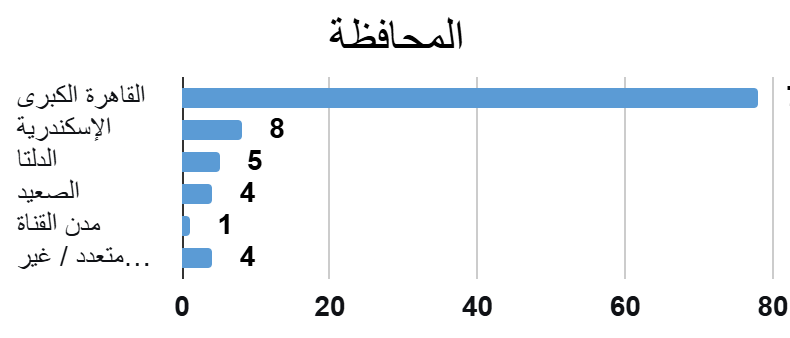 المحافظة
القاهرة الكبرى
الإسكندرية 8
الدلتا 5
الصعيد 4
مدن القناة 1
متعدد / غير... 4
0 20 40 60 80